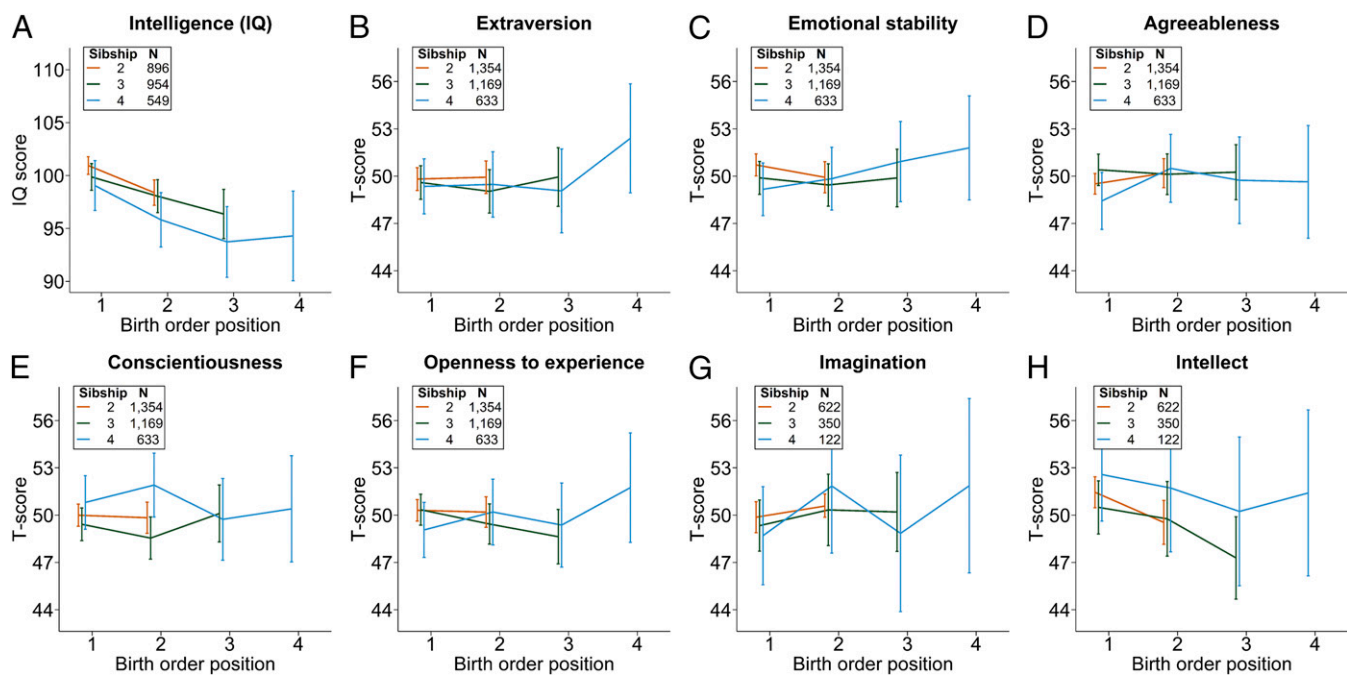 A Intelligence (IQ)
Sibship N
2 896
3 954
4 549
IQ score
110
105
100
95
90
1 2 3 4
Birth order position
B Extraversion
Sibship N
2 1,354
3 1,169
4 633
T-score
56
53
50
47
44
1 2 3 4
Birth order position
C Emotional stability
Sibship N
2 1,354
3 1,169
4 633
T-score
56
53
50
47
44
1 2 3 4
Birth order position
D Agreeableness
Sibship N
2 1,354
3 1,169
4 633
T-score
56
53
50
47
44
1 2 3 4
Birth order position
E Conscientiousness
Sibship N
2 1,354
3 1,169
4 633
T-score
56
53
50
47
44
1 2 3 4
Birth order position
F Openness to experience
Sibship N
2 1,354
3 1,169
4 633
T-score
56
53
50
47
44
1 2 3 4
Birth order position
G Imagination
Sibship N
2 622
3 350
4 122
T-score
56
53
50
47
44
1 2 3 4
Birth order position
H Intellect
Sibship N
2 622
3 350
4 122
T-score
56
53
50
47
44
1 2 3 4
Birth order position